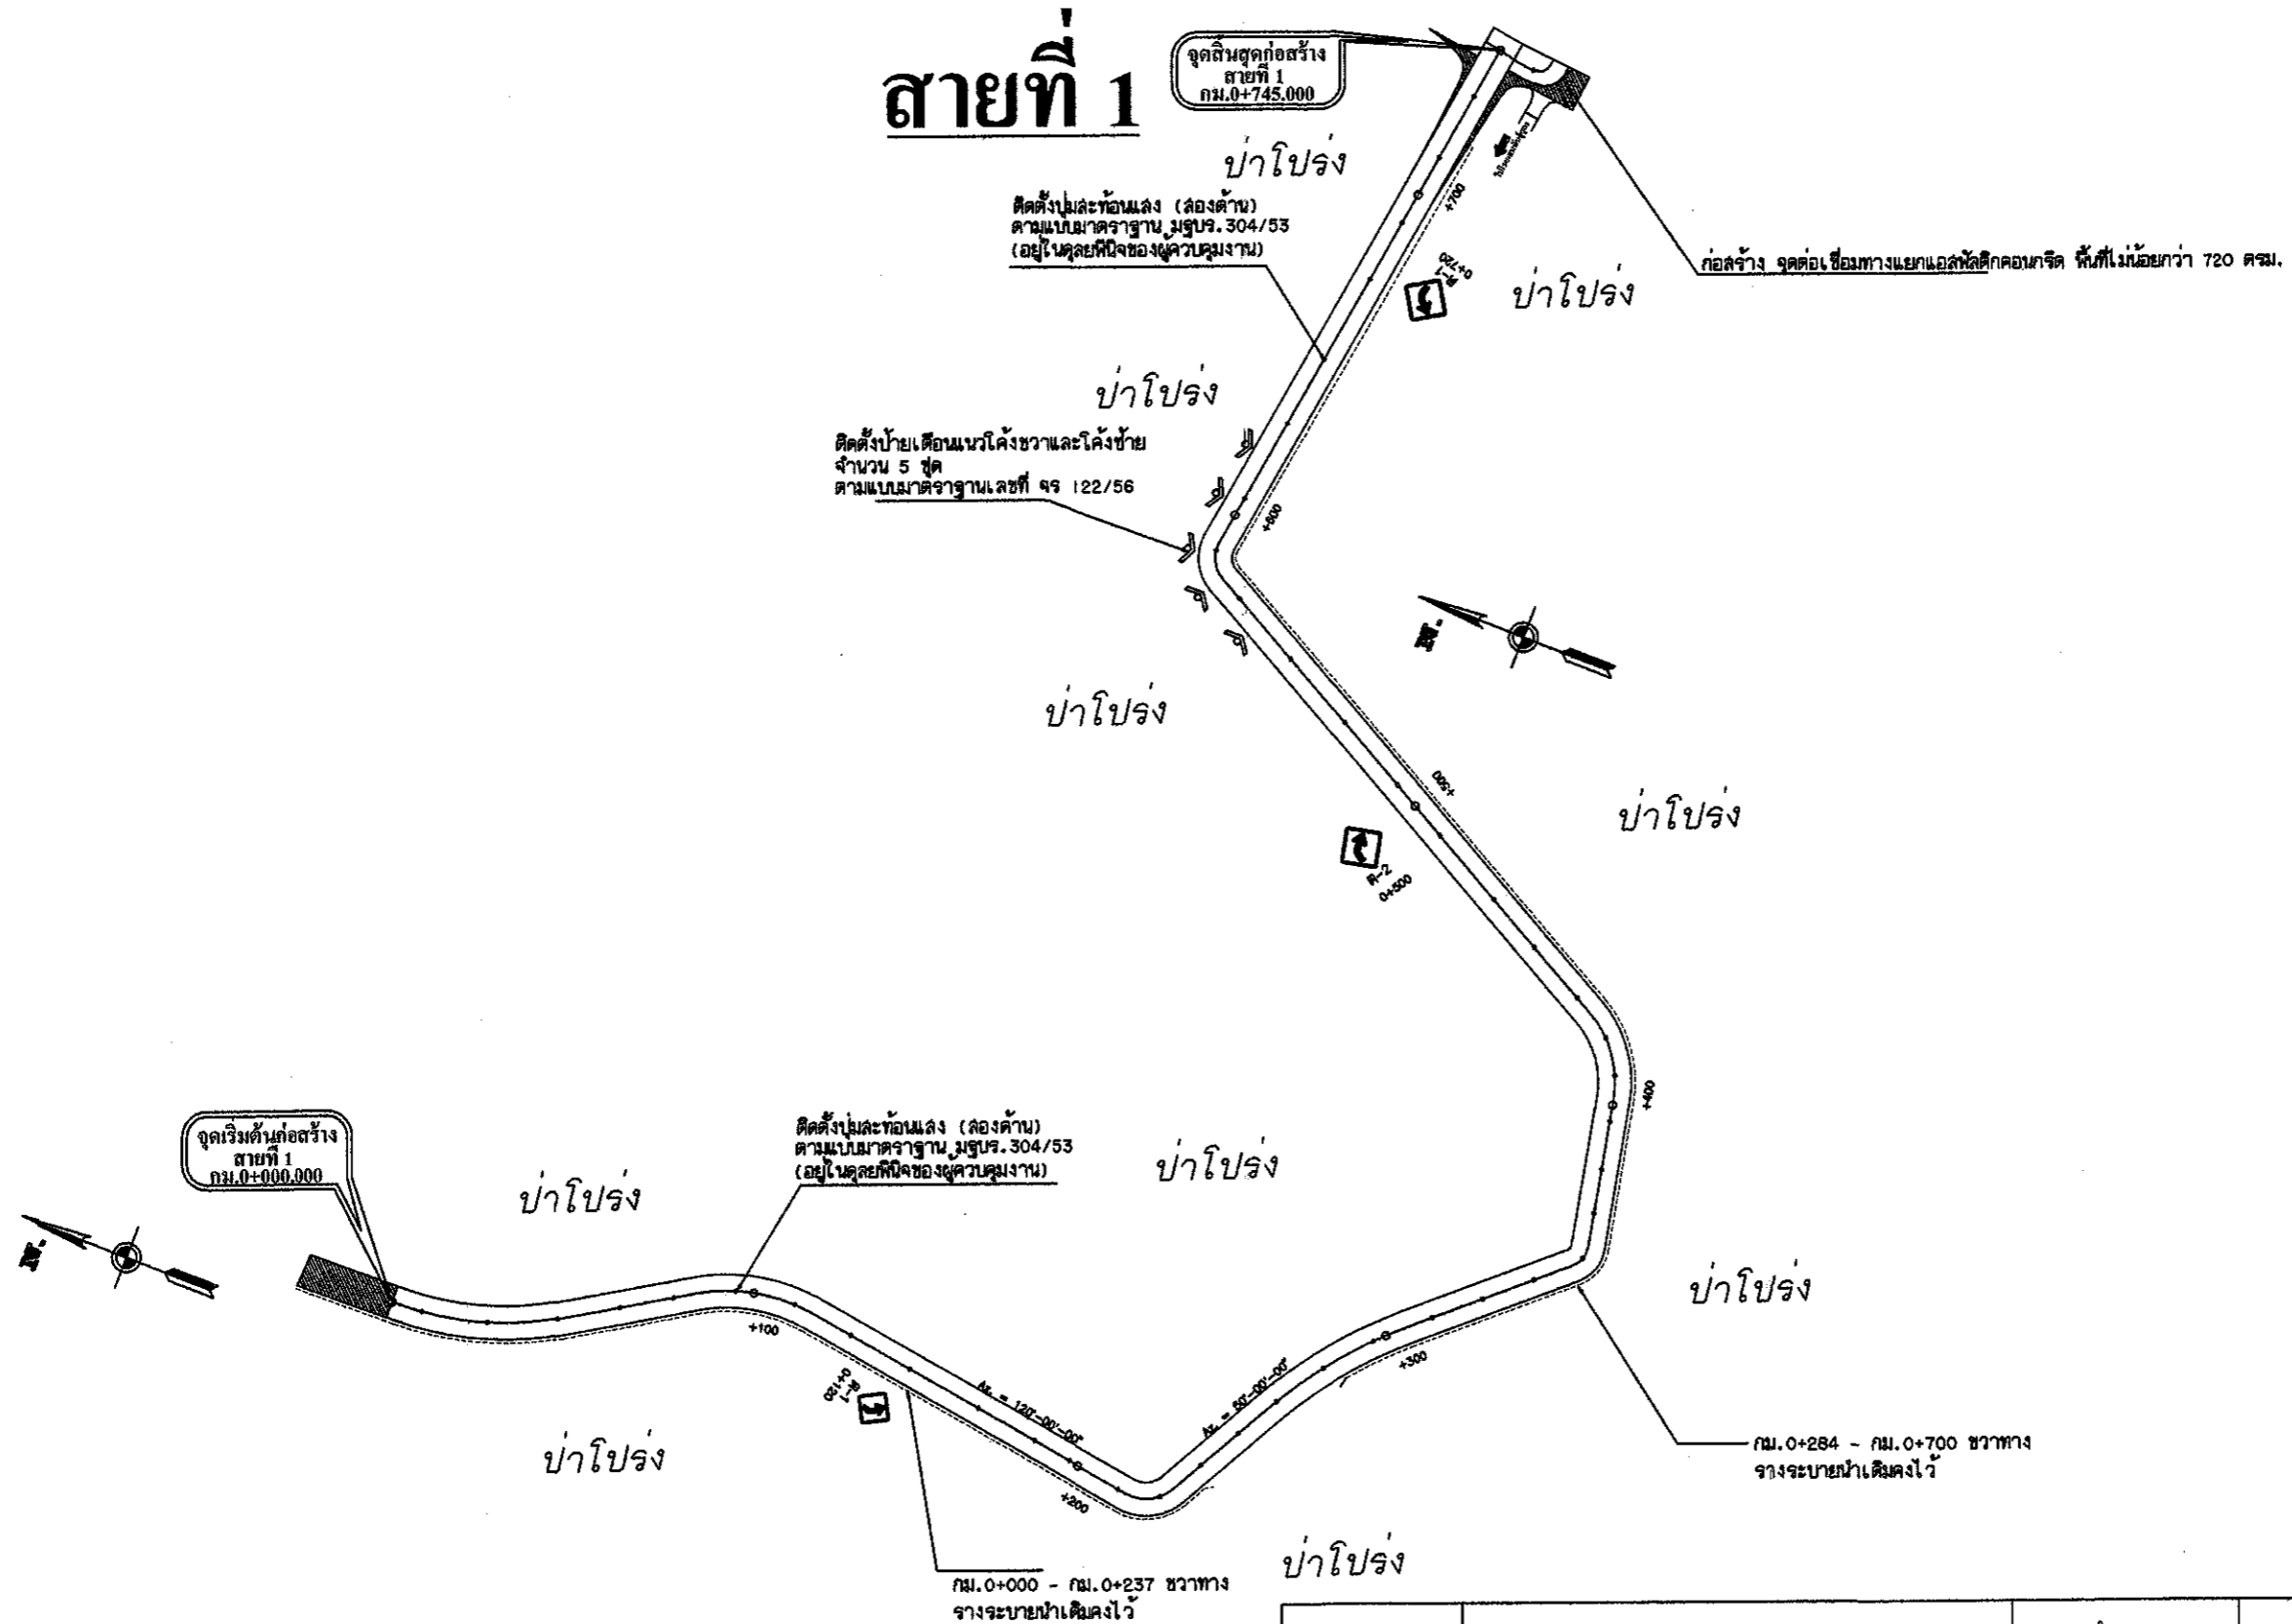 สายที่ 1
จุดสิ้นสุดก่อสร้าง
สายที่ 1
กม.0+745.000
ป่าโปร่ง
ติดตั้งปุ่มสะท้อนแสง (สองด้าน)
ตามแบบมาตราฐาน มฐบร.304/53
(อยู่ในดุลยพินิจของผู้ควบคุมงาน)
+700
ก่อสร้าง จุดต่อเชื่อมทางแยกแอสฟัลติกคอนกรีต พื้นที่ไม่น้อยกว่า 720 ตรม.
0+720
ต-1
ป่าโปร่ง
ป่าโปร่ง
ติดตั้งป้ายเตือนแนวโค้งขวาและโค้งซ้าย
จำนวน 5 ชุด
ตามแบบมาตราฐานเลขที่ จร 122/56
+600
N.
ป่าโปร่ง
+500
ป่าโปร่ง
ต-2
0+500
+400
จุดเริ่มต้นก่อสร้าง
สายที่ 1
กม.0+000.000
ติดตั้งปุ่มสะท้อนแสง (สองด้าน)
ตามแบบมาตราฐาน มฐบร.304/53
(อยู่ในดุลยพินิจของผู้ควบคุมงาน)
ป่าโปร่ง
ป่าโปร่ง
N.
ป่าโปร่ง
+100
+300
0+120
ต-1
Az. = 120°-00'-00"
Az. = 60°-00'-00"
ป่าโปร่ง
+200
กม.0+284 - กม.0+700 ขวาทาง
รางระบายน้ำเดิมคงไว้
ป่าโปร่ง
กม.0+000 - กม.0+237 ขวาทาง
รางระบายน้ำเดิมคงไว้